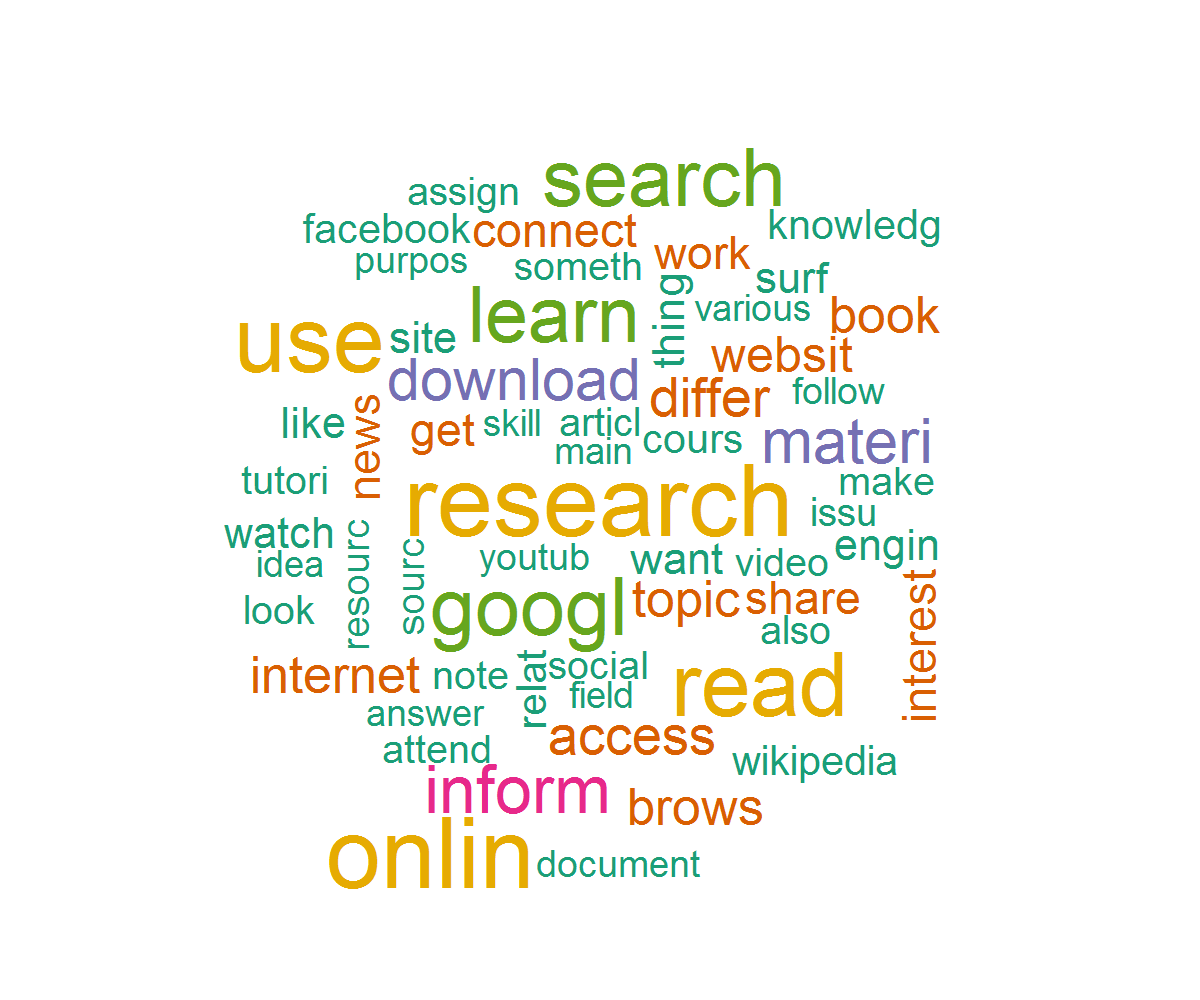 search
assign
facebook connect knowledg
purpos someth work
surf
thing
various
learn
book
use site
websit
download
differ follow
like news get skill articl
cours materi
main
tutori
make
research
issu
watch
resourc sourc youtub want video engin
idea
look googl topic share interest
also
internet note relat social read
field
answer
attend access wikipedia
inform brows
onlin document